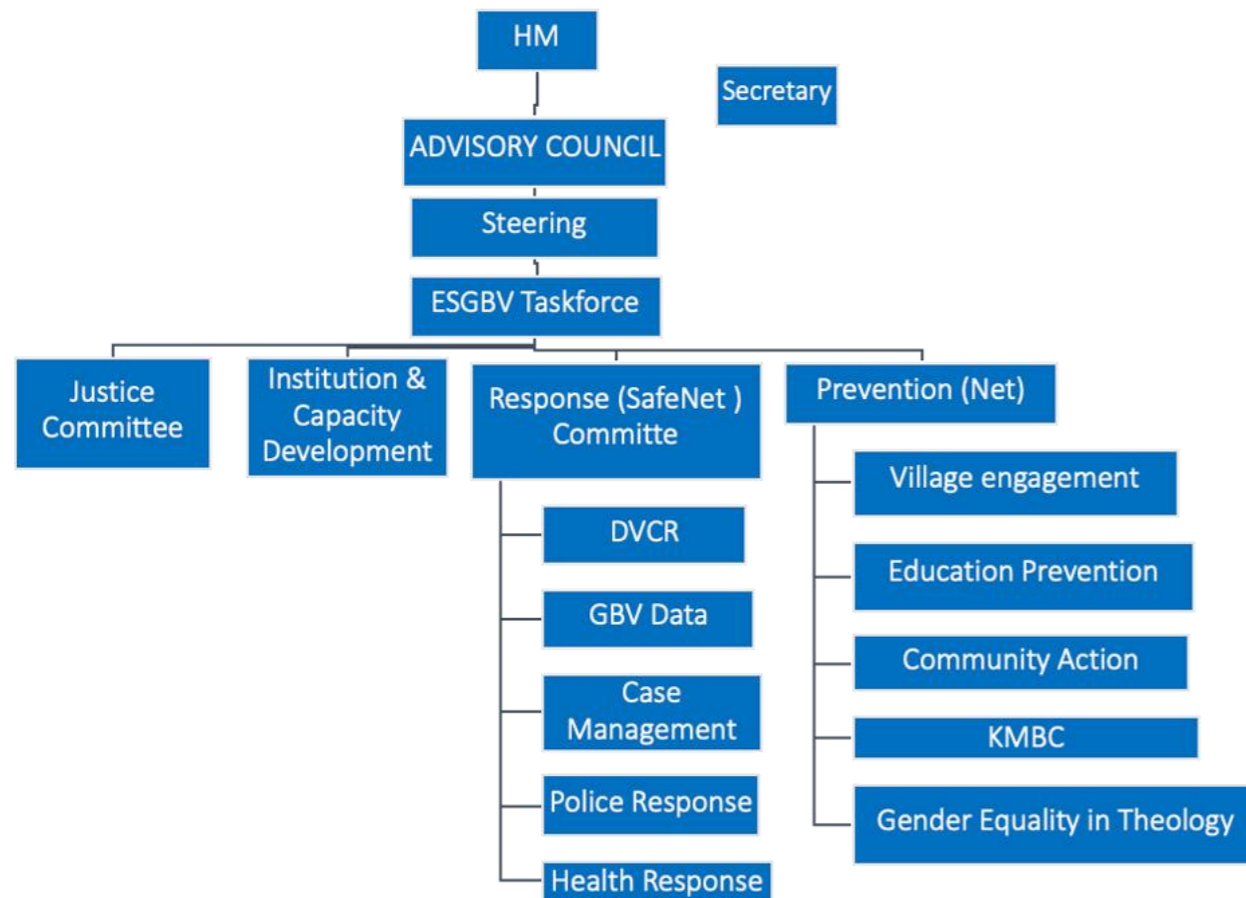 HM
Secretary
ADVISORY COUNCIL
Steering
ESGBV Taskforce
Justice
Committee
Institution &
Capacity
Development
Response (SafeNet )
Committe
Prevention (Net)
DVCR
GBV Data
Case
Management
Police Response
Health Response
Village engagement
Education Prevention
Community Action
KMBC
Gender Equality in Theology